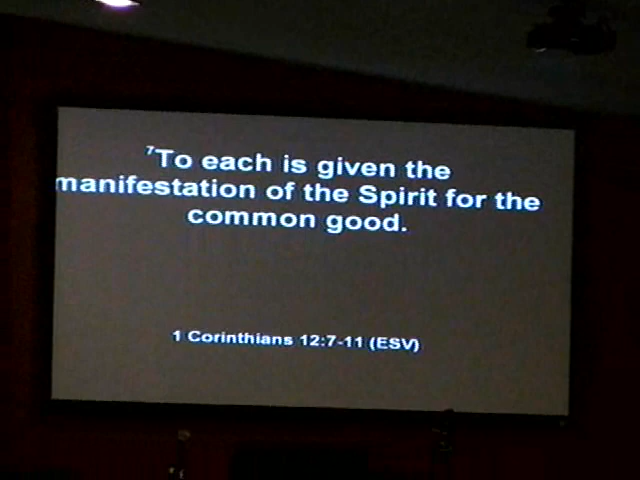 ⁷To each is given the
manifestation of the Spirit for the
common good.
1 Corinthians 12:7-11 (ESV)